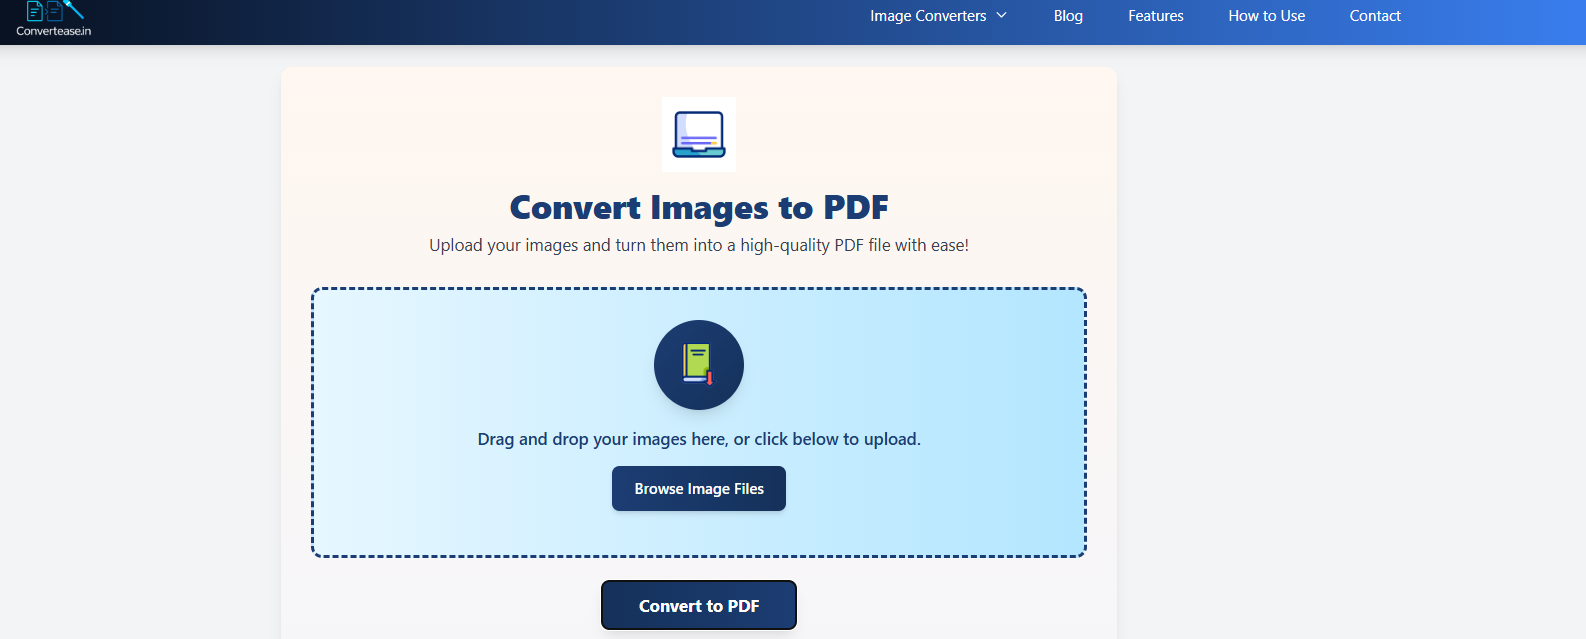 Convertease.in
Image Converters
Blog
Features
How to Use
Contact
Convert Images to PDF
Upload your images and turn them into a high-quality PDF file with ease!
Drag and drop your images here, or click below to upload.
Browse Image Files
Convert to PDF